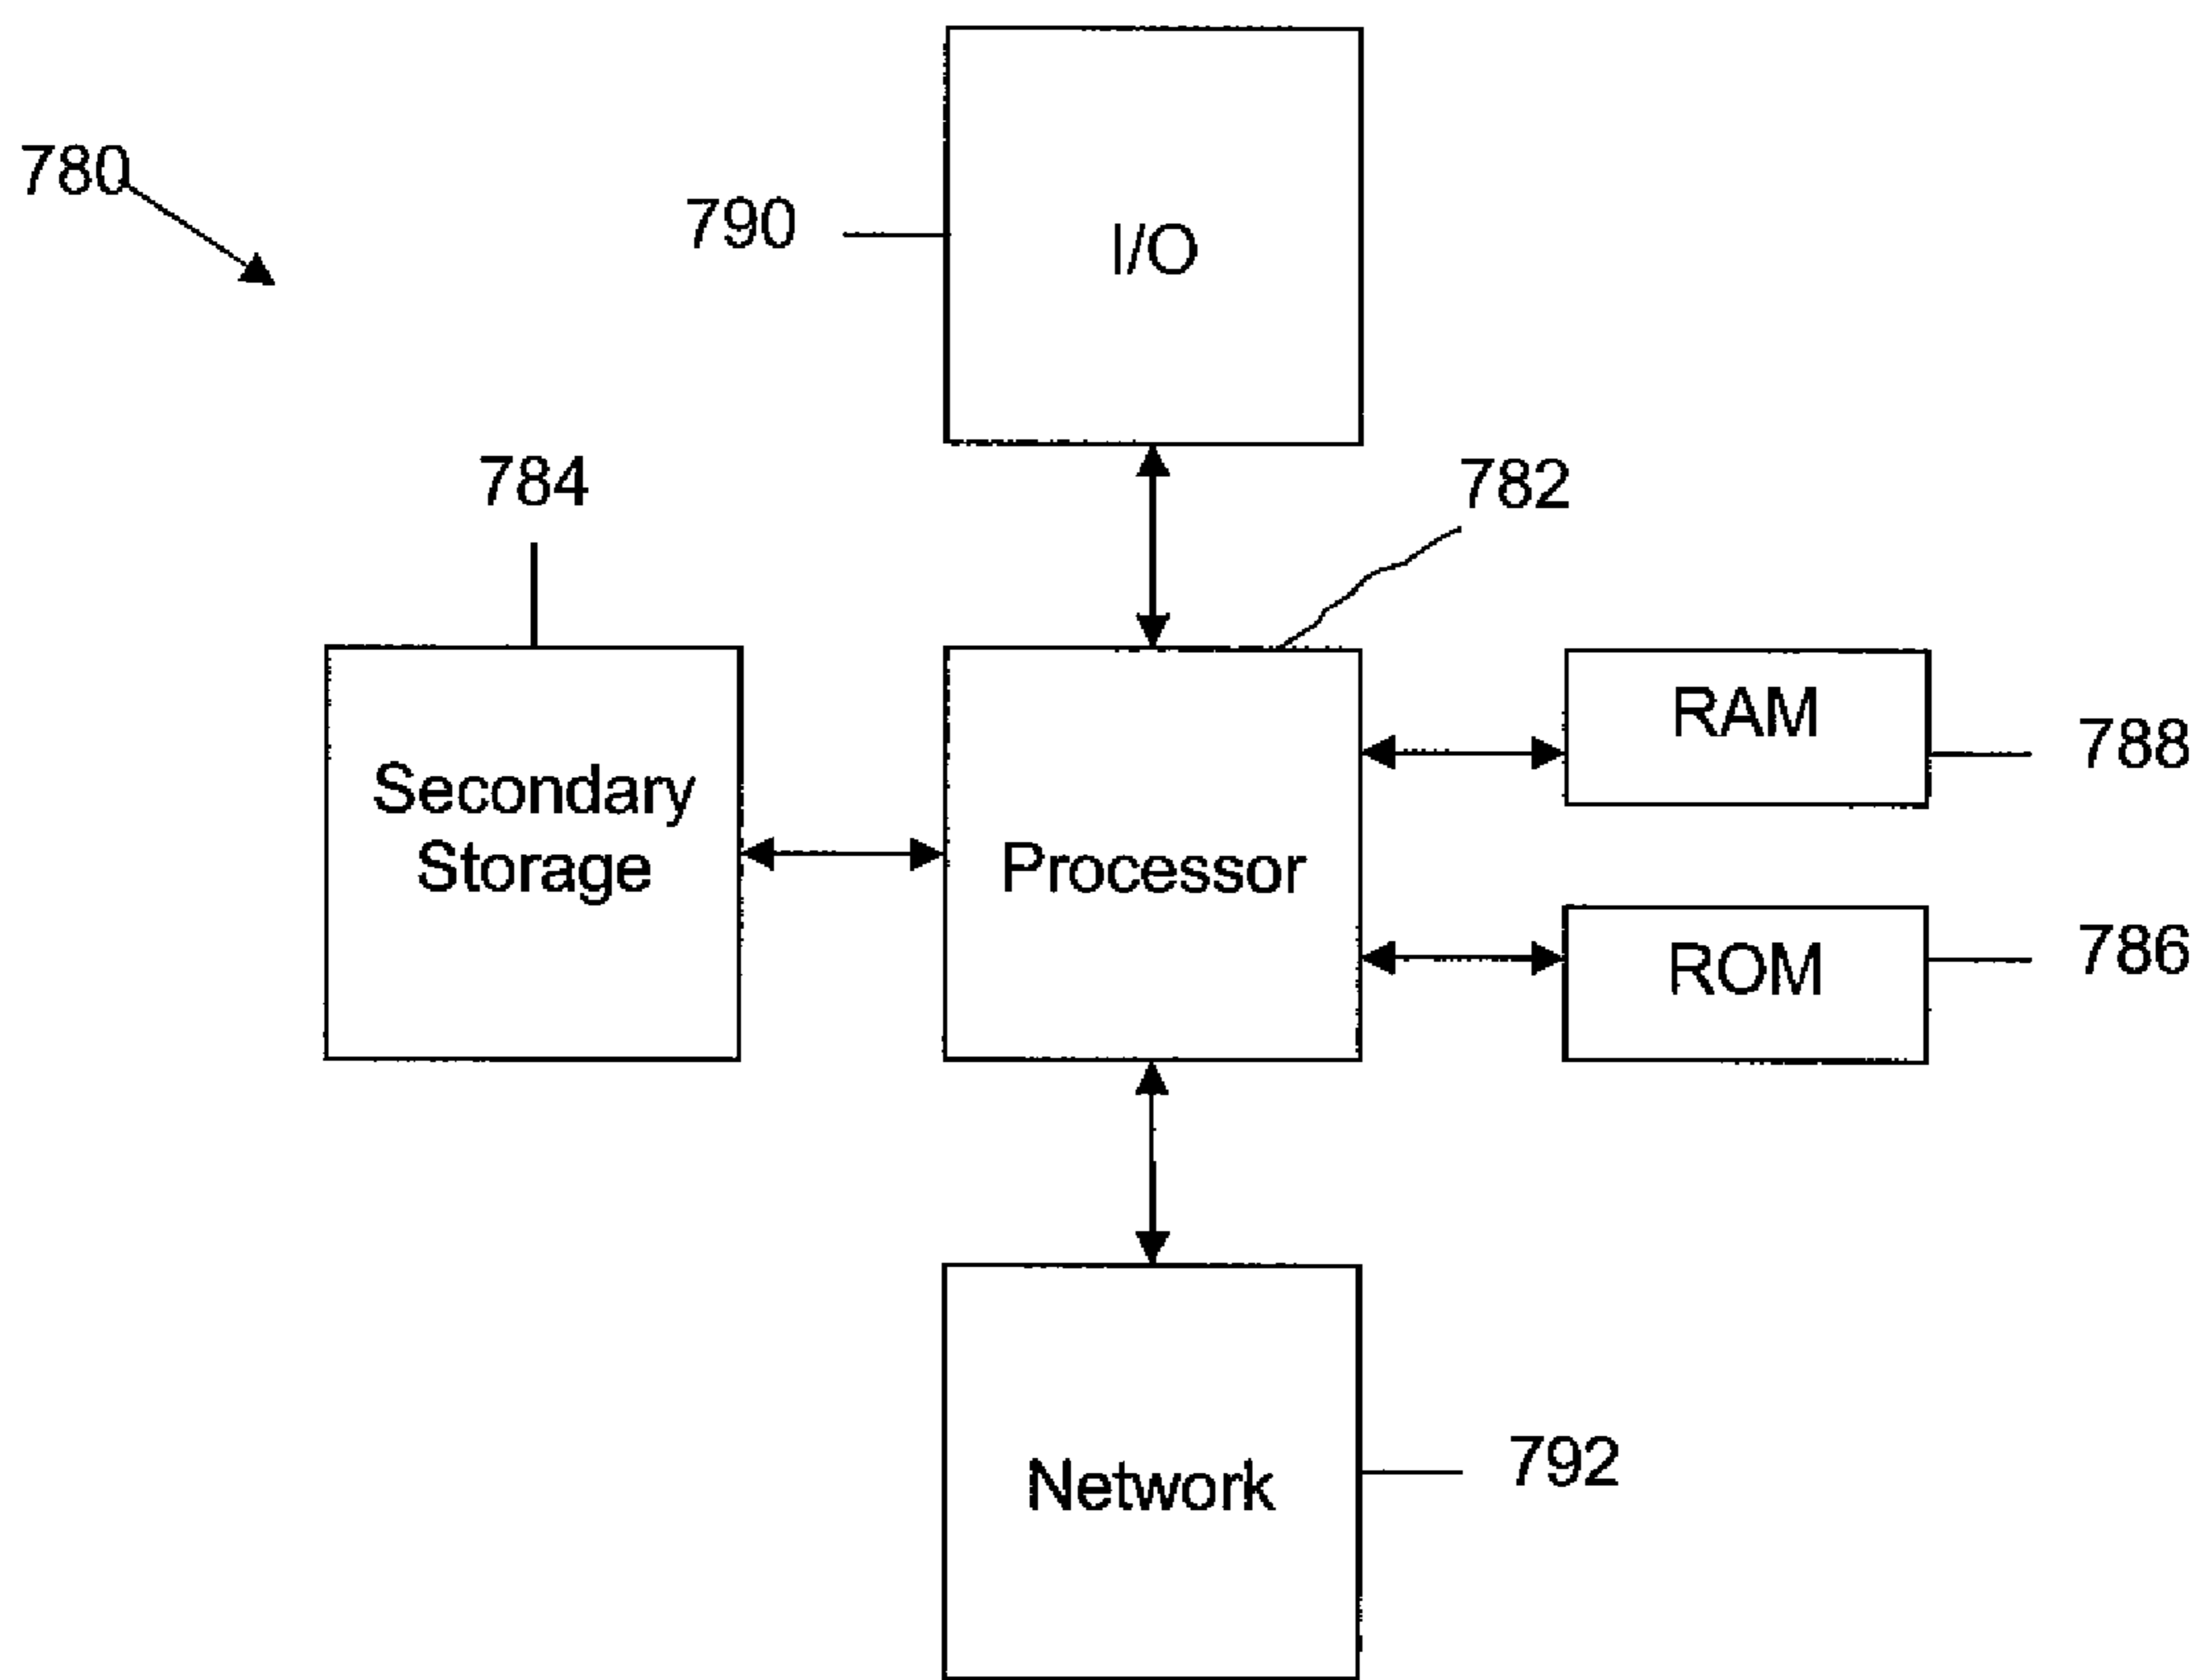 780
790
I/O
784
782
Secondary
Storage
Processor
RAM
788
ROM
786
Network
792